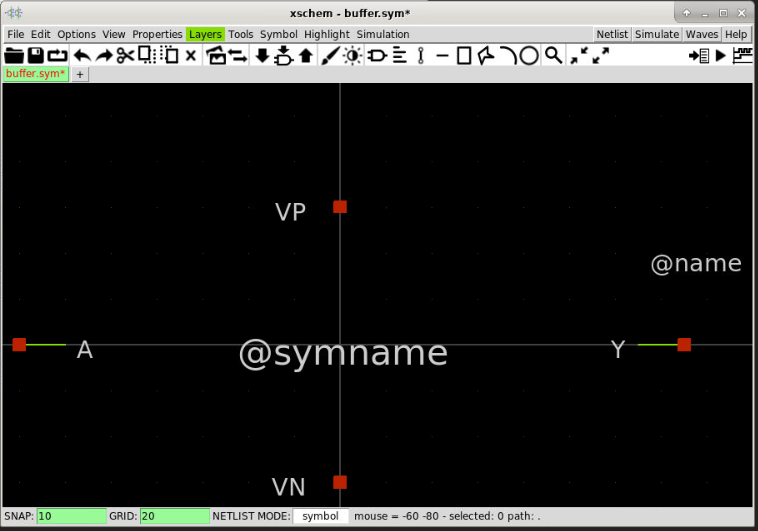 xschem - buffer.sym*
File Edit Options View Properties Layers Tools Symbol Highlight Simulation Netlist Simulate Waves Help
buffer.sym* +
VP
@name
A @symname Y
VN
SNAP: 10 GRID: 20 NETLIST MODE: symbol mouse = -60 -80 - selected: 0 path: .